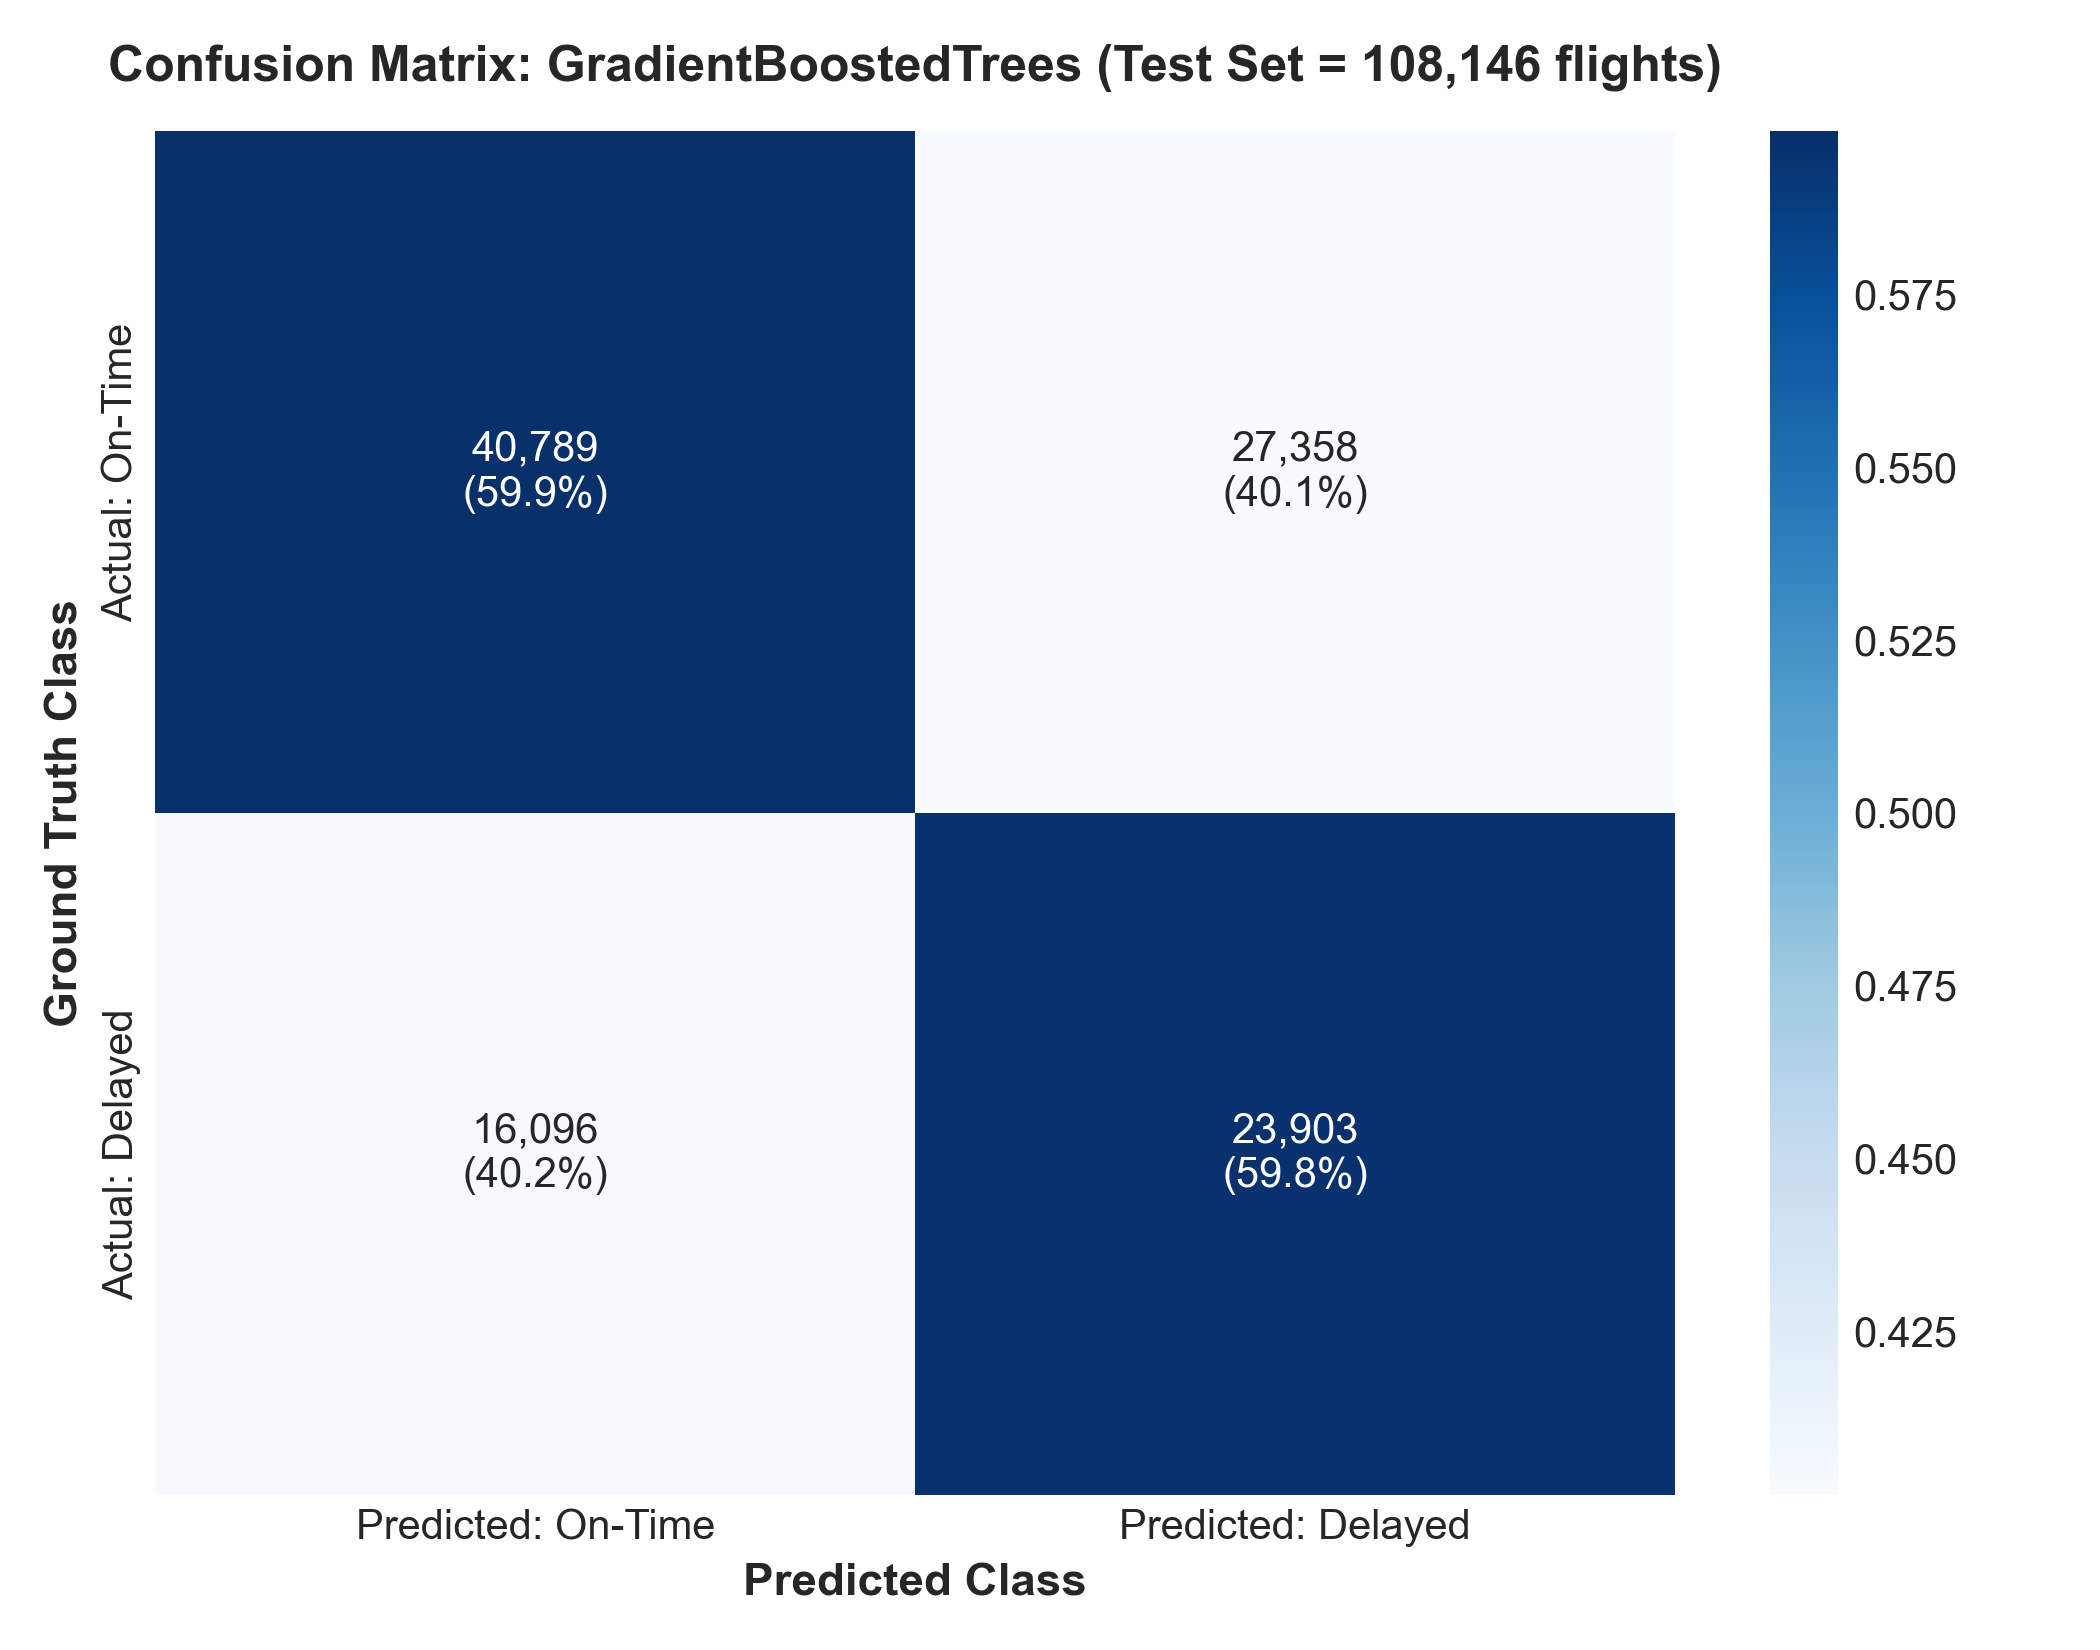 Confusion Matrix: GradientBoostedTrees (Test Set = 108,146 flights)
Ground Truth Class
Actual: On-Time
40,789
(59.9%)
27,358
(40.1%)
Actual: Delayed
16,096
(40.2%)
23,903
(59.8%)
Predicted: On-Time
Predicted: Delayed
Predicted Class
0.575
0.550
0.525
0.500
0.475
0.450
0.425